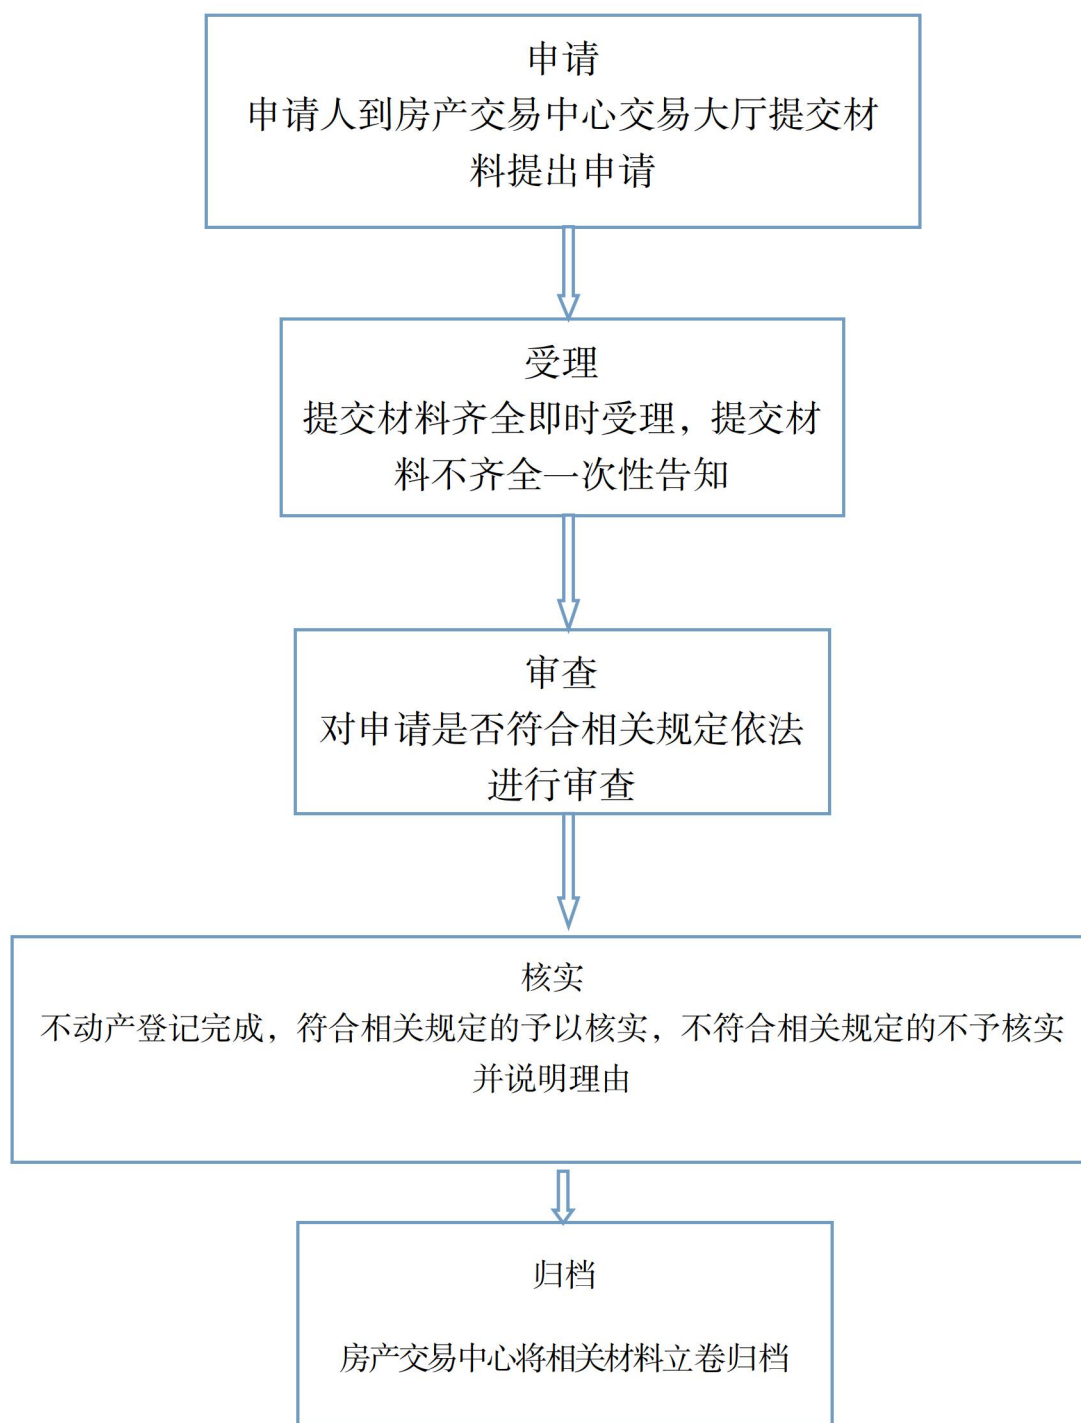 申请
申请人到房产交易中心交易大厅提交材
料提出申请
受理
提交材料齐全即时受理，提交材
料不齐全一次性告知
审查
对申请是否符合相关规定依法
进行审查
核实
不动产登记完成，符合相关规定的予以核实，不符合相关规定的不予核实
并说明理由
归档
房产交易中心将相关材料立卷归档